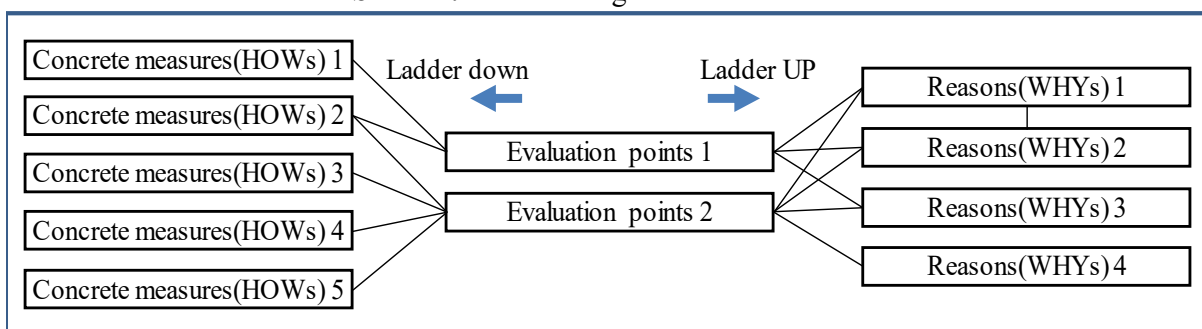 Concrete measures(HOWs) 1
Concrete measures(HOWs) 2
Concrete measures(HOWs) 3
Concrete measures(HOWs) 4
Concrete measures(HOWs) 5
Ladder down
Ladder UP
Evaluation points 1
Evaluation points 2
Reasons(WHYs) 1
Reasons(WHYs) 2
Reasons(WHYs) 3
Reasons(WHYs) 4